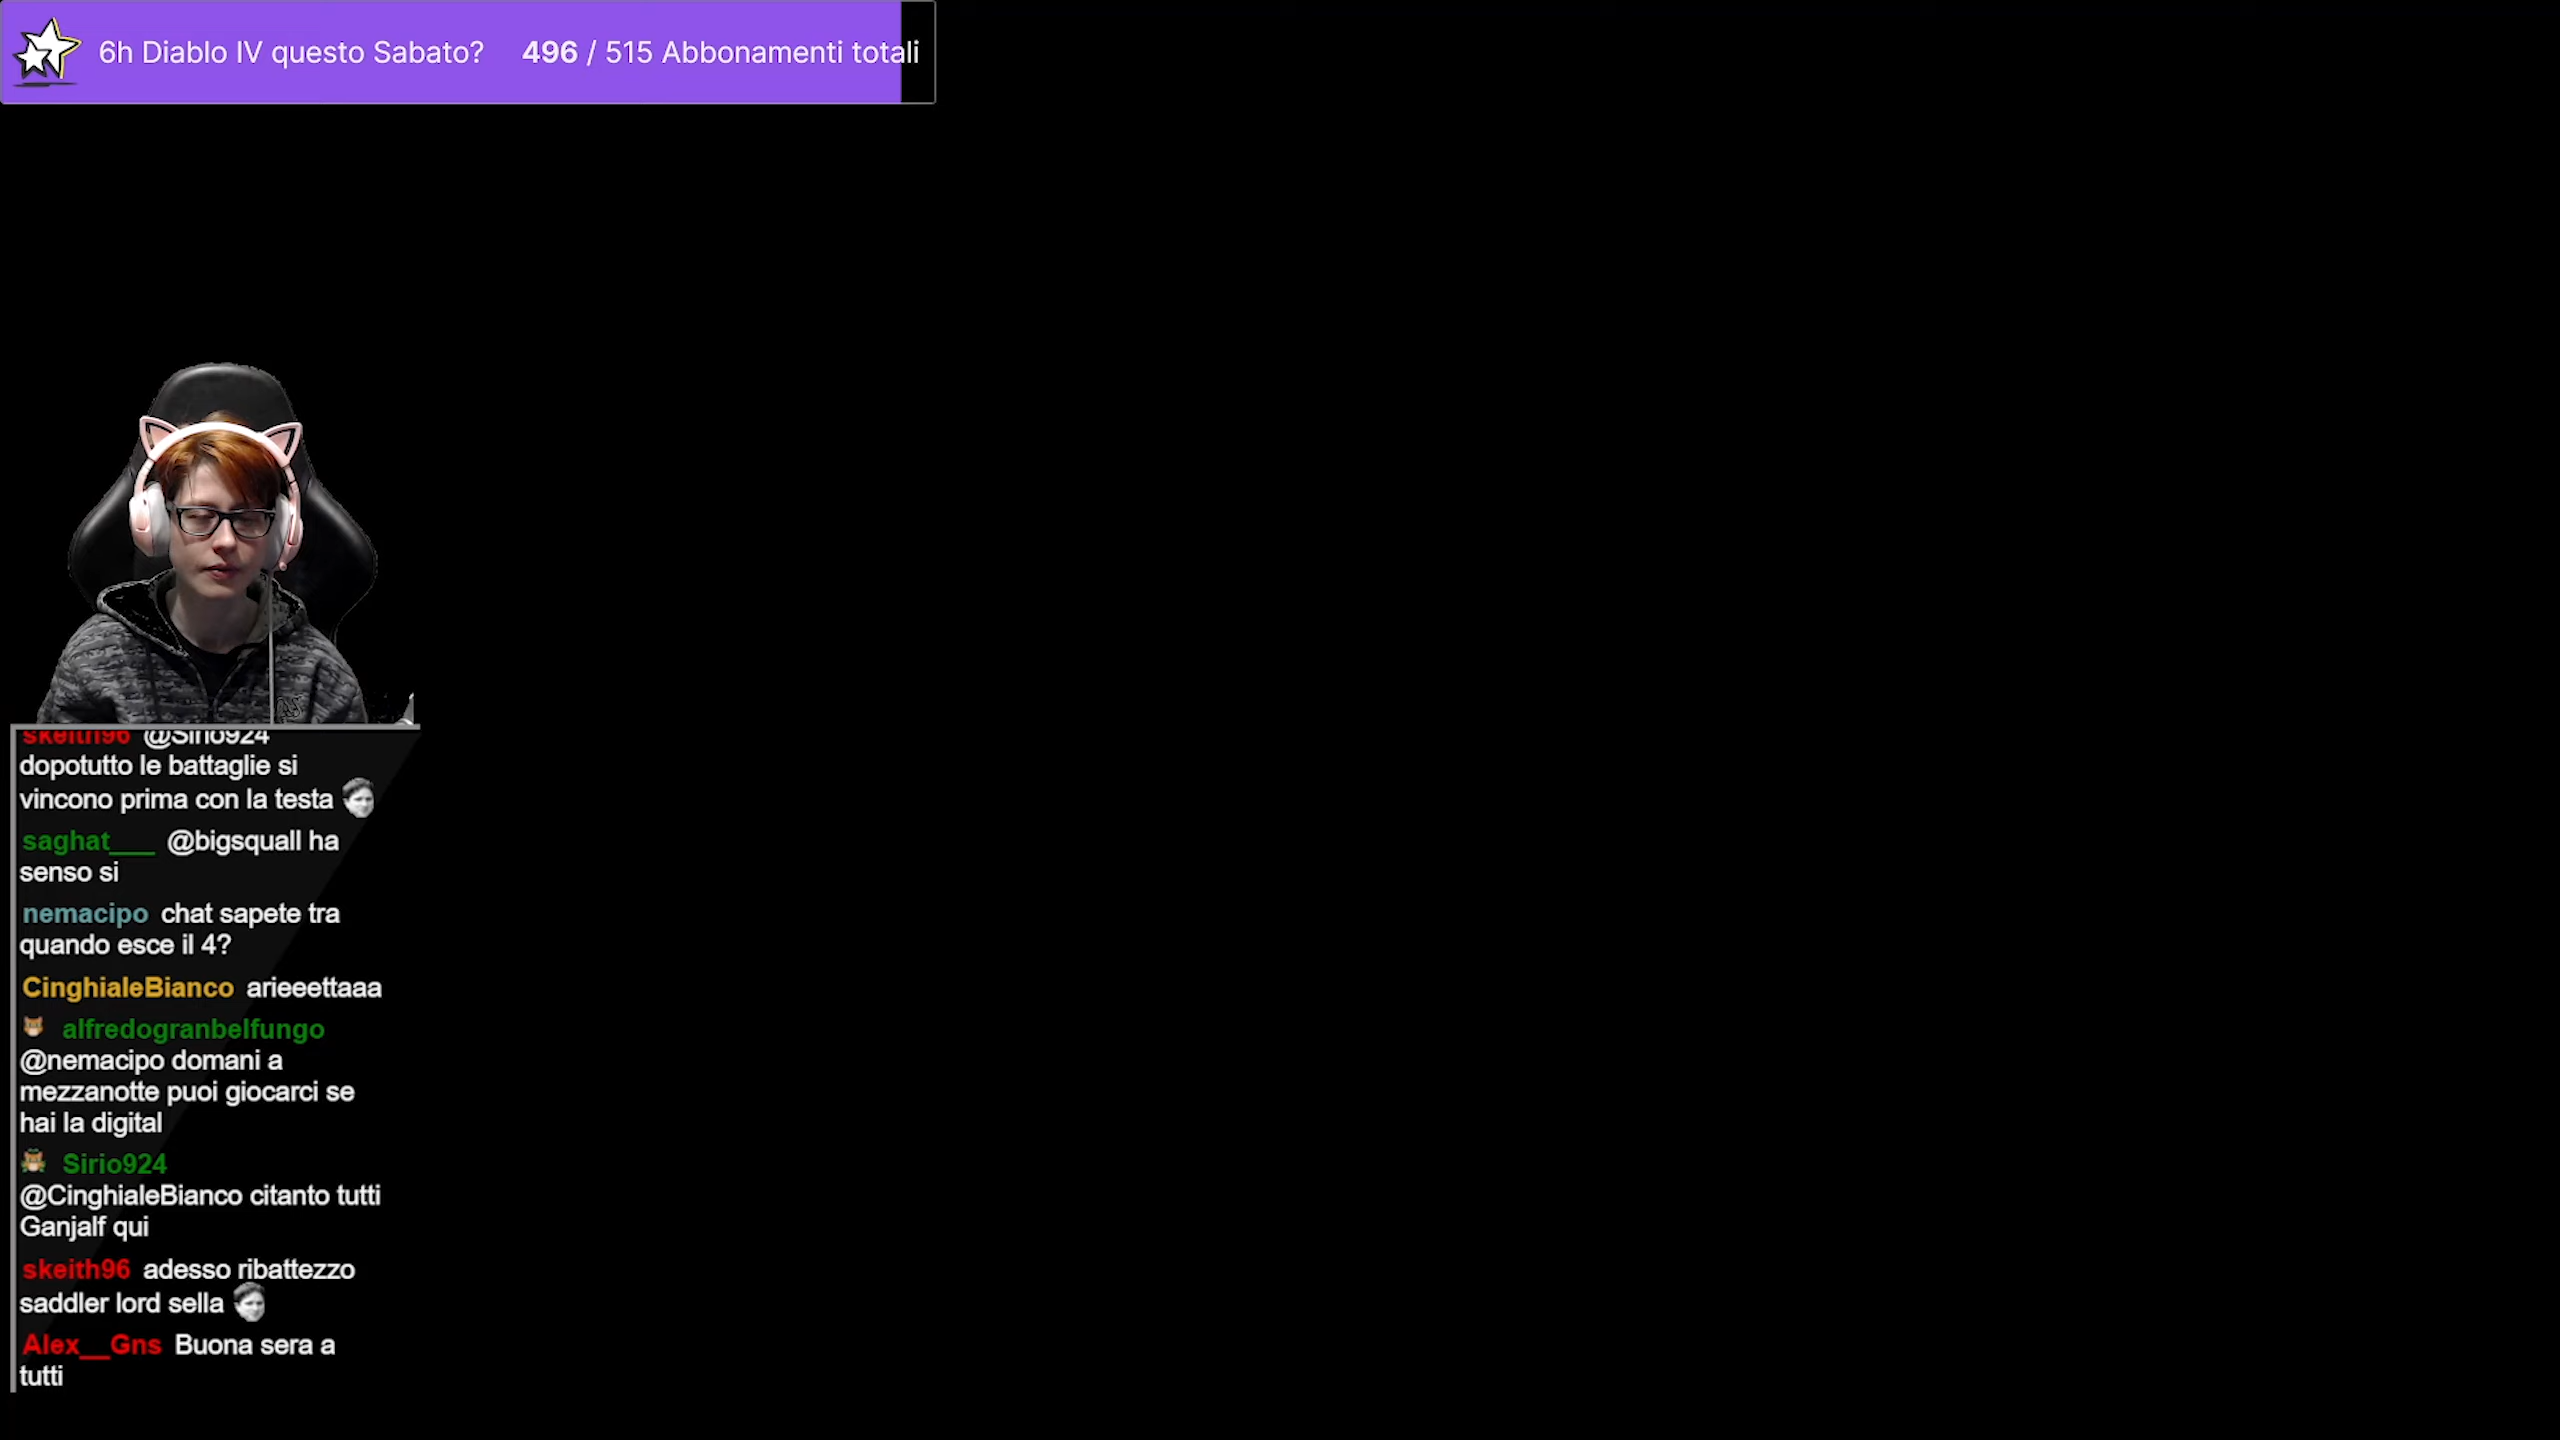 6h Diablo IV questo Sabato? 496 / 515 Abbonamenti totali
skeith96 @Sirio924
dopotutto le battaglie si
vincono prima con la testa
saghat___ @bigsquall ha
senso si
nemacipo chat sapete tra
quando esce il 4?
CinghialeBianco arieeettaaa
alfredogranbelfungo
@nemacipo domani a
mezzanotte puoi giocarci se
hai la digital
Sirio924
@CinghialeBianco citanto tutti
Ganjalf qui
skeith96 adesso ribattezzo
saddler lord sella
Alex__Gns Buona sera a
tutti